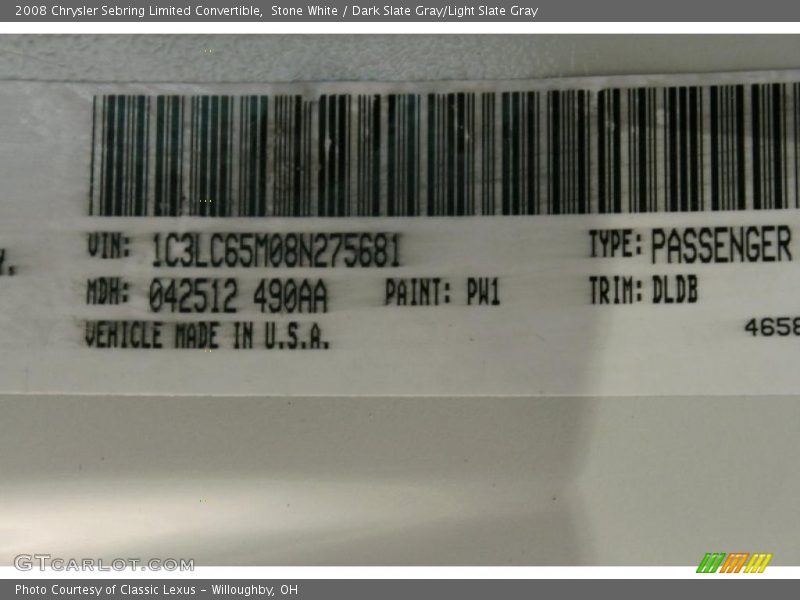 2008 Chrysler Sebring Limited Convertible, Stone White / Dark Slate Gray/Light Slate Gray
VIN: 1C3LC65M08N275681 TYPE: PASSENGER
MDH: 042512 490AA PAINT: PW1 TRIM: DLDB
VEHICLE MADE IN U.S.A.
4658
GTCARLOT.COM
Photo Courtesy of Classic Lexus - Willoughby, OH